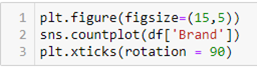 1 plt.figure(figsize=(15,5))
2 sns.countplot(df['Brand'])
3 plt.xticks(rotation = 90)